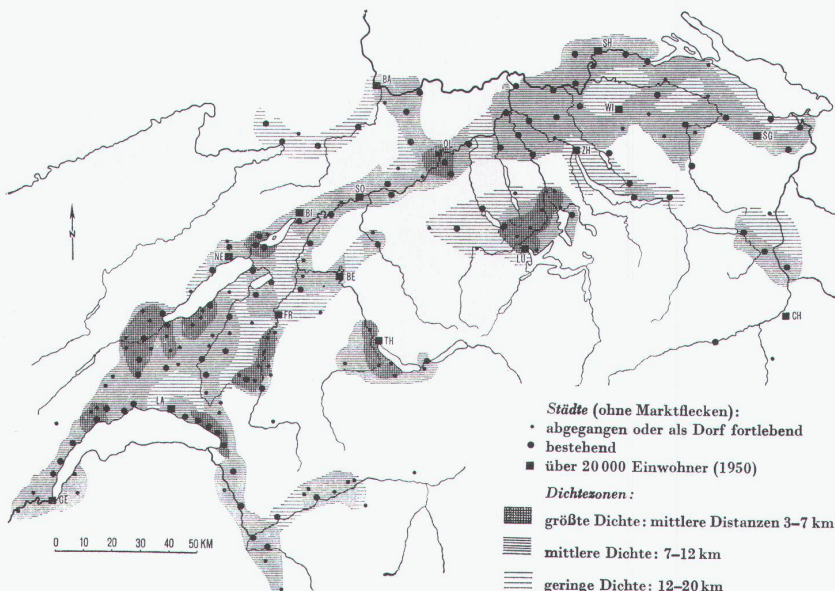 SH
BA
WI
SG
OL
ZH
SO
BI
LU
NE
BE
FR
CH
TH
LA
GE
N
0 10 20 30 40 50 KM
Städte (ohne Marktflecken):
abgegangen oder als Dorf fortlebend
bestehend
über 20 000 Einwohner (1950)
Dichtezonen:
größte Dichte: mittlere Distanzen 3–7 km
mittlere Dichte: 7–12 km
geringe Dichte: 12–20 km